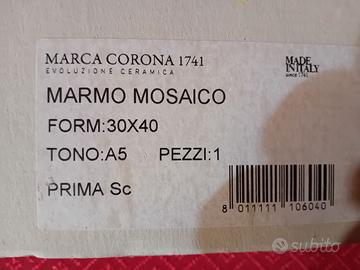 MARCA CORONA 1741
EVOLUZIONE CERAMICA
MADE
IN ITALY
since 1741
MARMO MOSAICO
FORM:30X40
TONO:A5 PEZZI:1
PRIMA Sc
8 011111 106040
subito